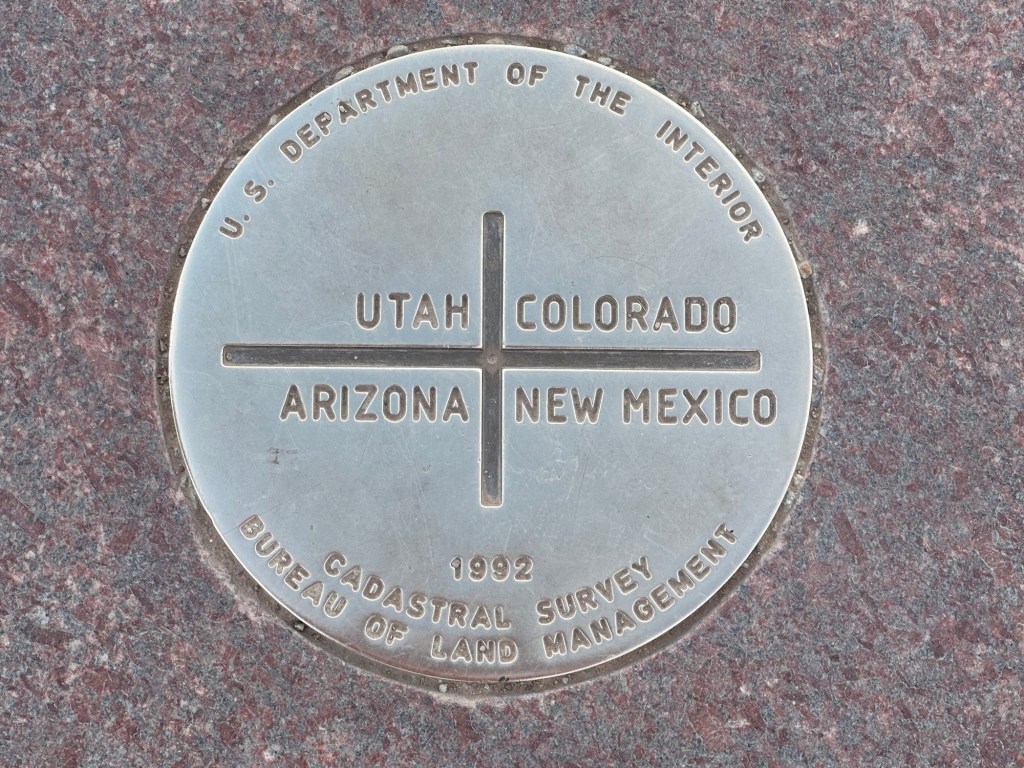 U. S. DEPARTMENT OF THE INTERIOR
UTAH COLORADO
ARIZONA NEW MEXICO
1992
CADASTRAL SURVEY
BUREAU OF LAND MANAGEMENT